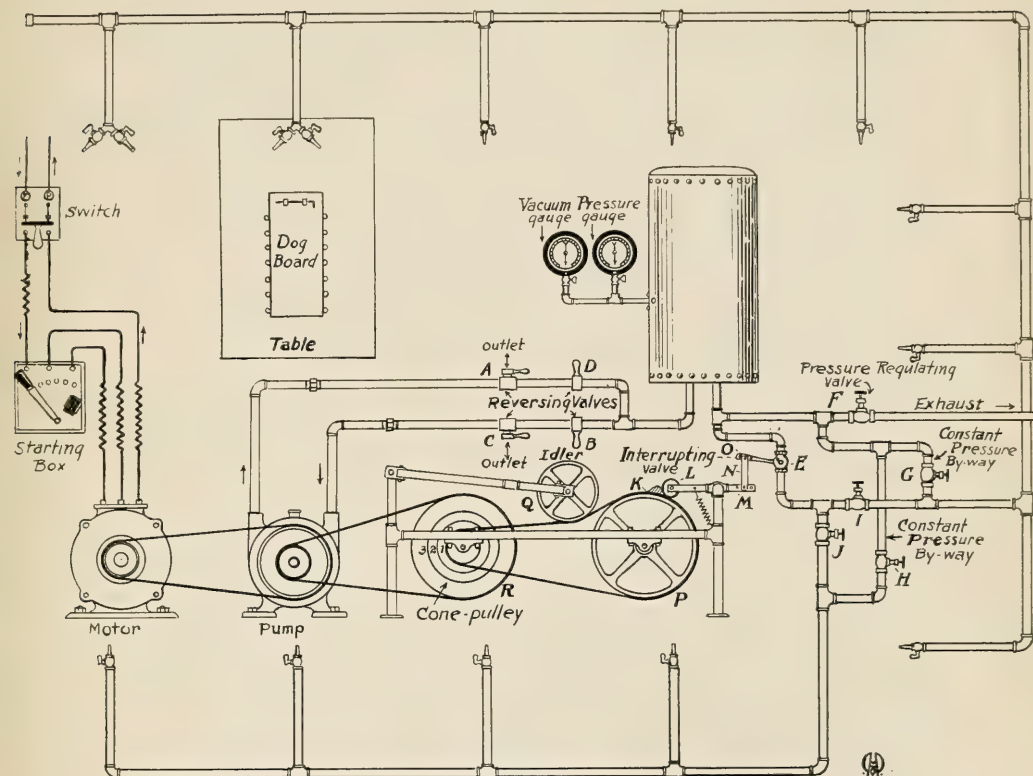 Switch
Starting
Box
Motor
Pump
Dog
Board
Table
Vacuum Pressure
gauge gauge
outlet
A
D
Reversing Valves
C
B
outlet
Idler
Q
Interrupting
valve
K
L
O
N
M
E
3 2 1
R
Cone-pulley
P
Pressure Regulating
valve
F
Exhaust
Constant
Pressure
By-way
G
I
J
Constant
Pressure
By-way
H